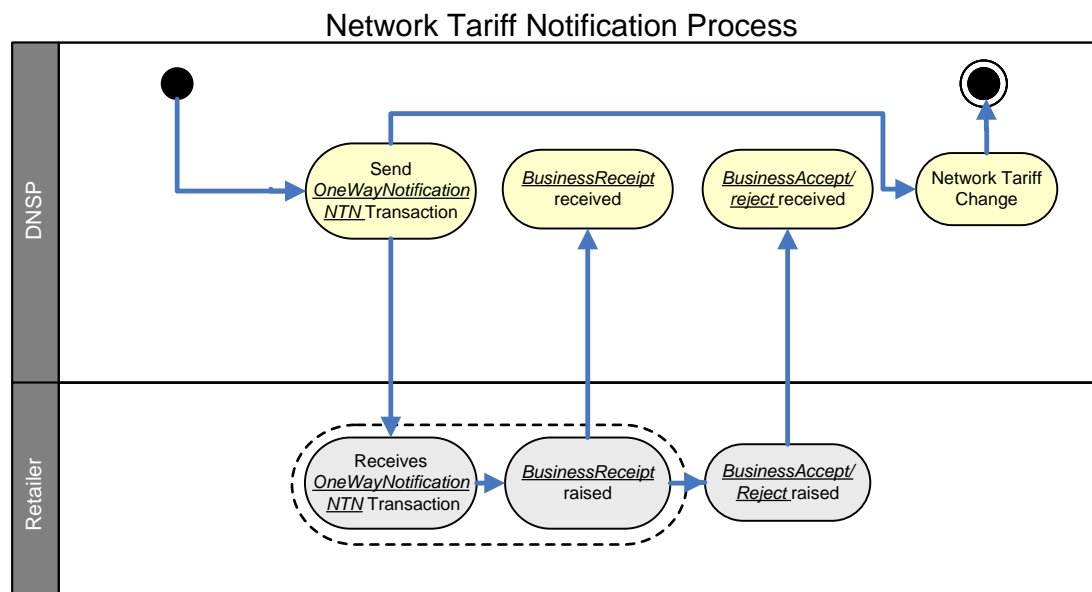 Network Tariff Notification Process
DNSP
Send
OneWayNotification
NTN Transaction
BusinessReceipt
received
BusinessAccept/
reject received
Network Tariff
Change
Retailer
Receives
OneWayNotification
NTN Transaction
BusinessReceipt
raised
BusinessAccept/
Reject raised